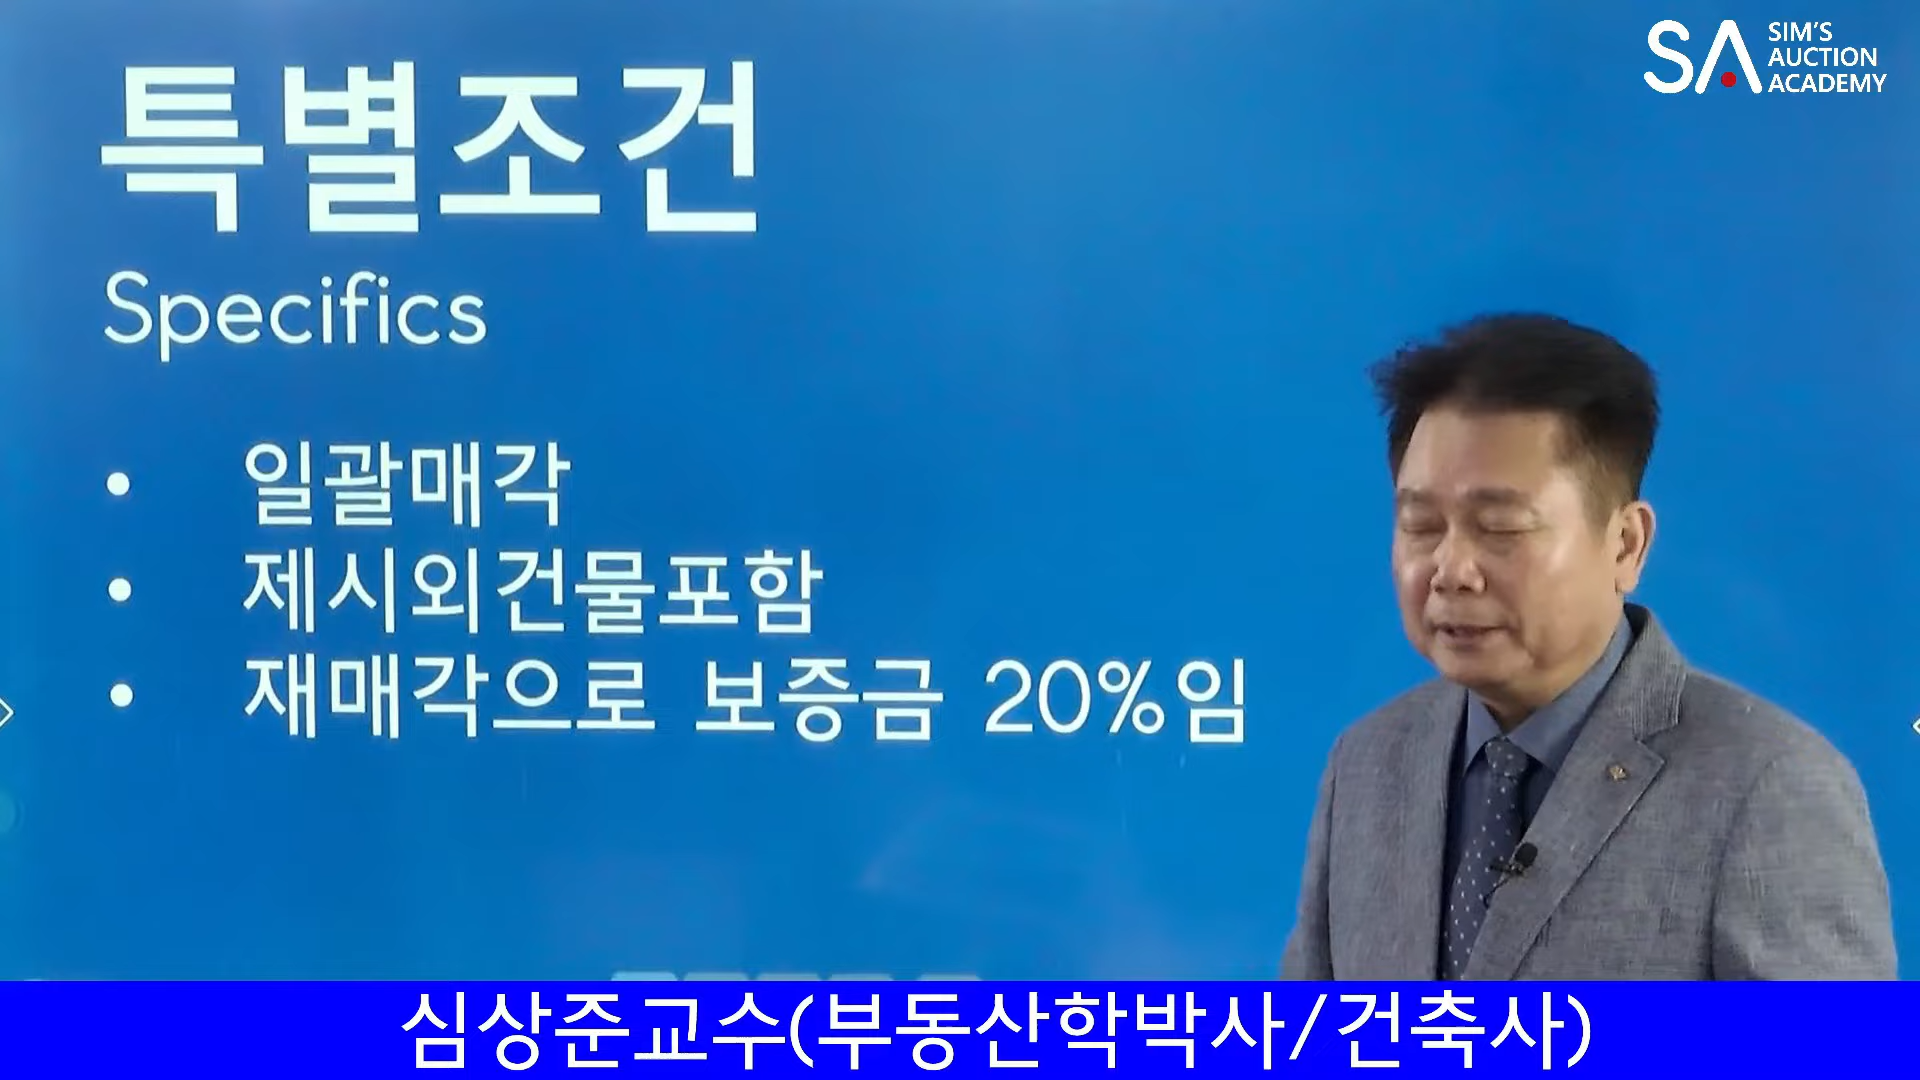 SA SIM'S
AUCTION
ACADEMY
특별조건
Specifics
• 일괄매각
• 제시외건물포함
• 재매각으로 보증금 20%임
심상준교수(부동산학박사/건축사)